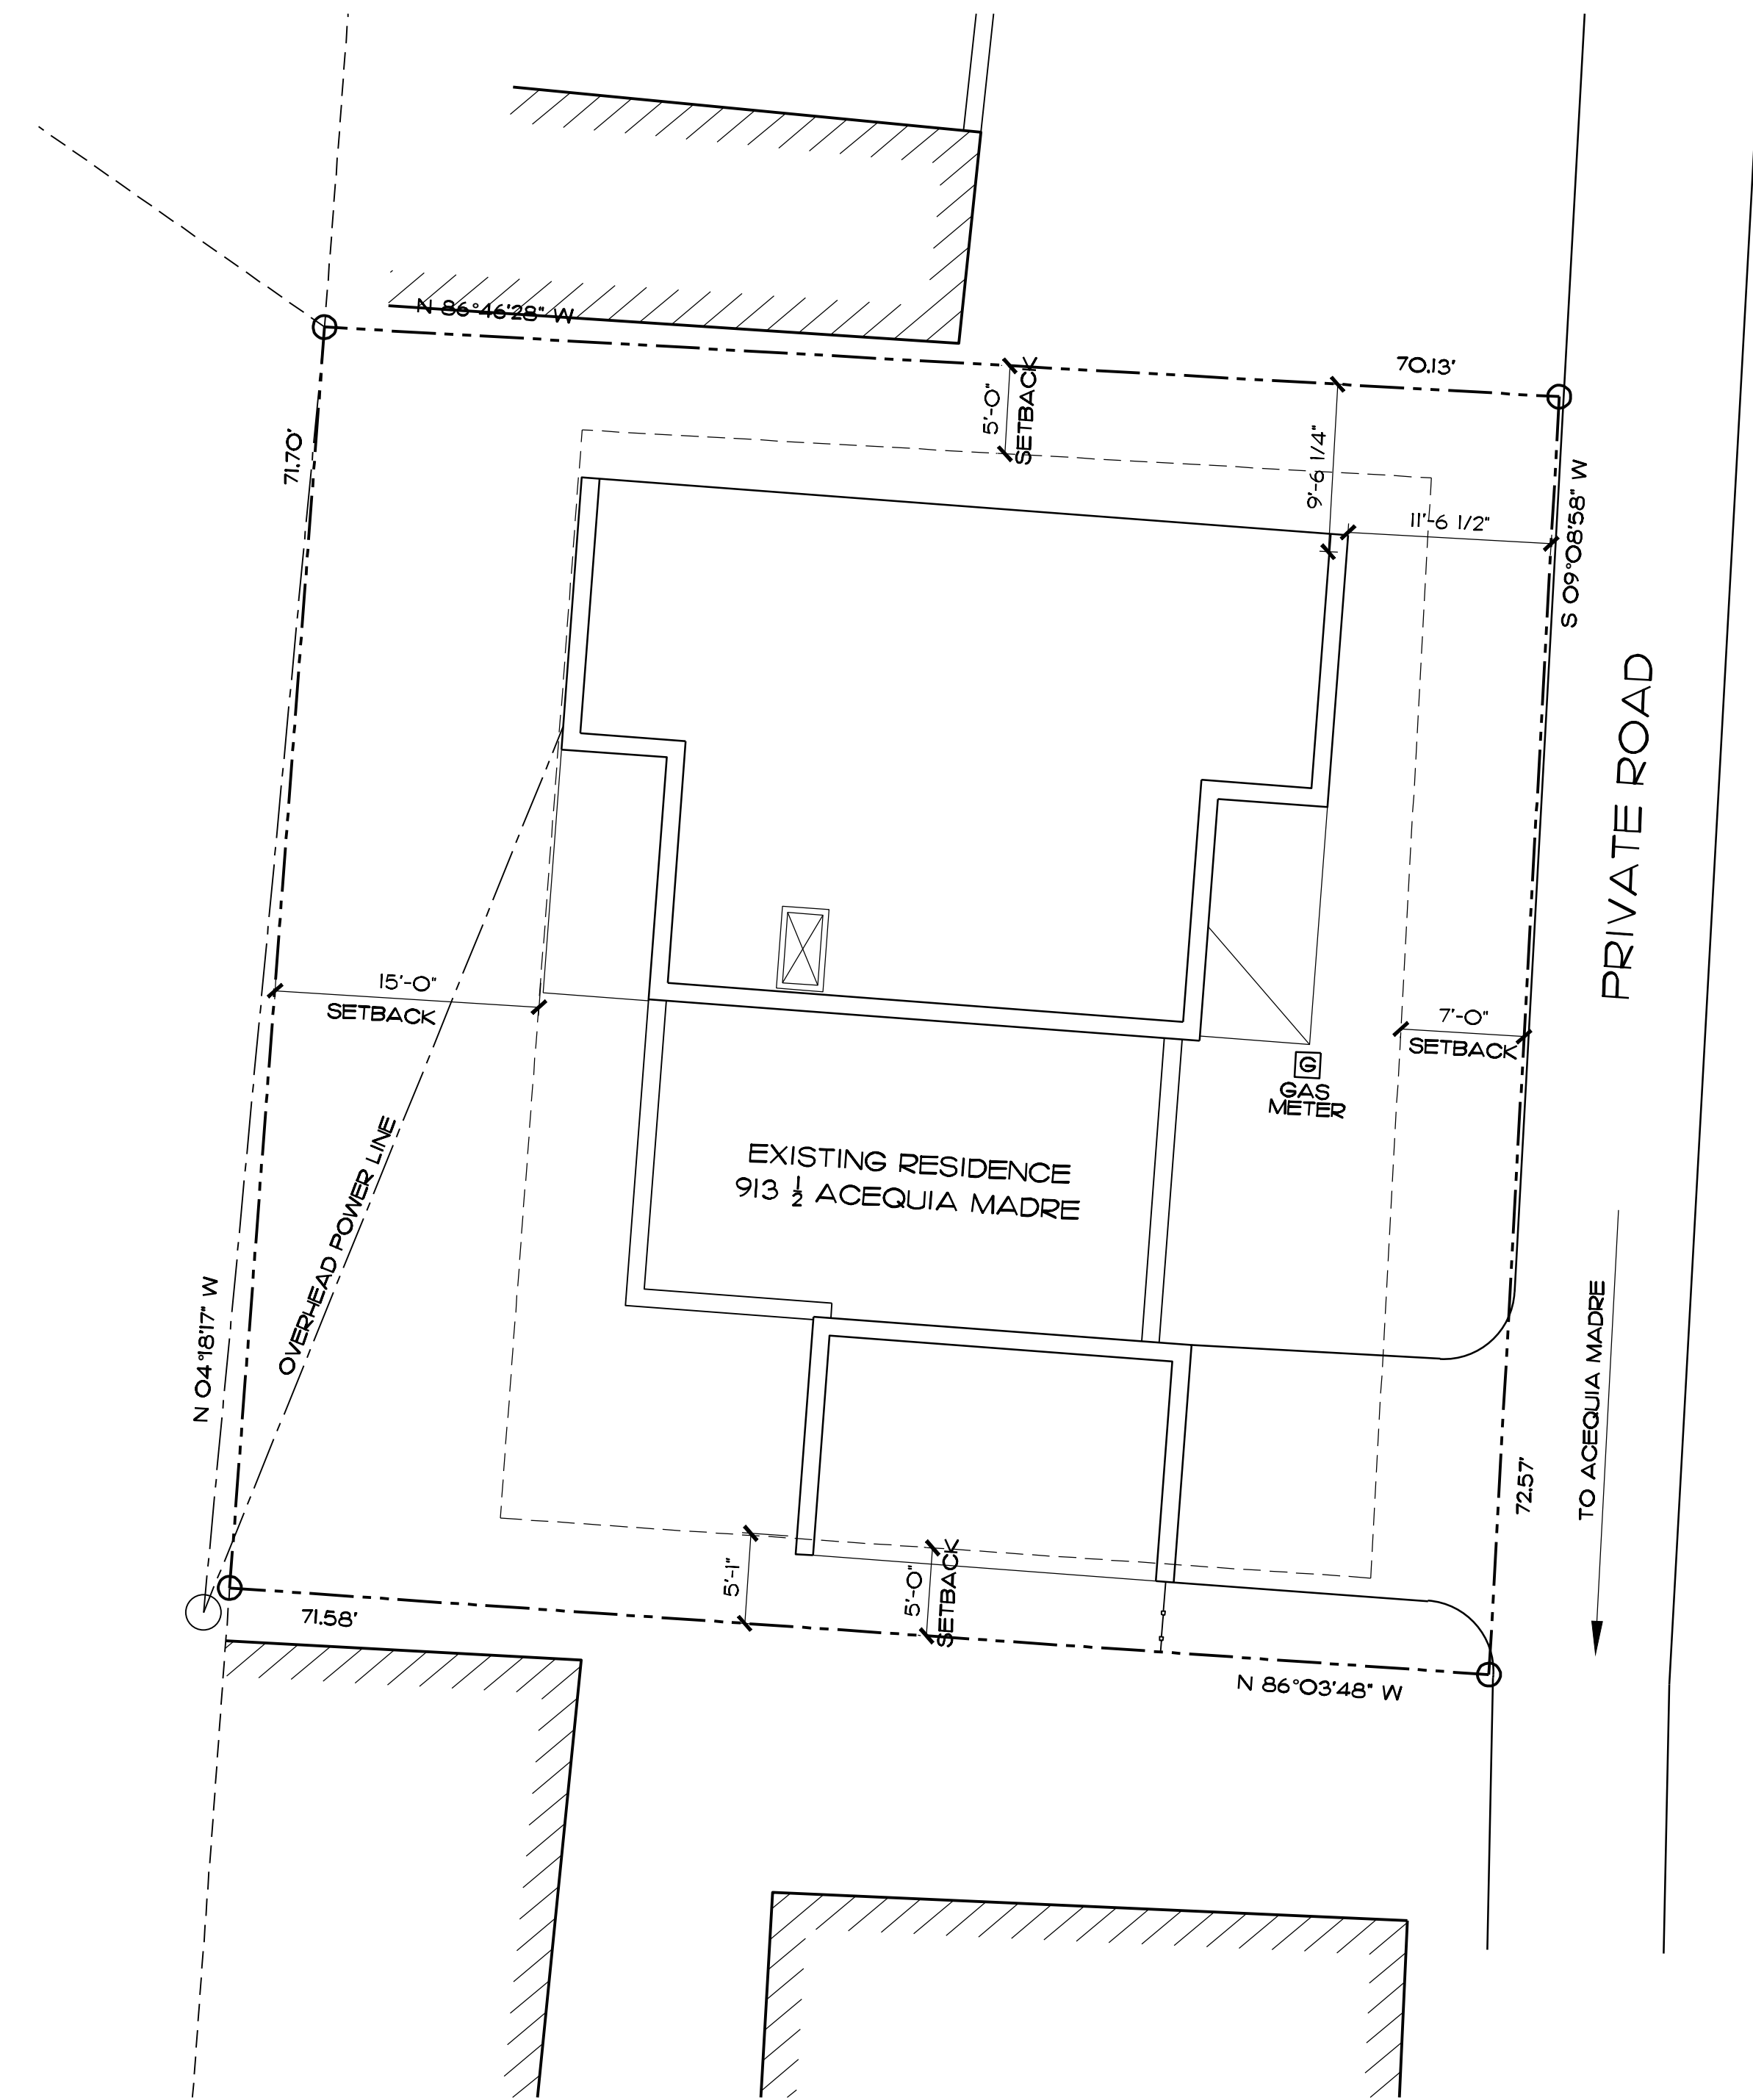 N 86°46'28" W
70.13'
5'-0"
SETBACK
9'-6 1/4"
71.70'
11'-6 1/2"
S 09°08'58" W
PRIVATE ROAD
15'-0"
SETBACK
7'-0"
SETBACK
G
GAS
METER
OVERHEAD POWER LINE
EXISTING RESIDENCE
913 ½ ACEQUIA MADRE
N 04°18'17" W
TO ACEQUIA MADRE
72.57'
5'-1"
5'-0"
SETBACK
71.58'
N 86°03'48" W